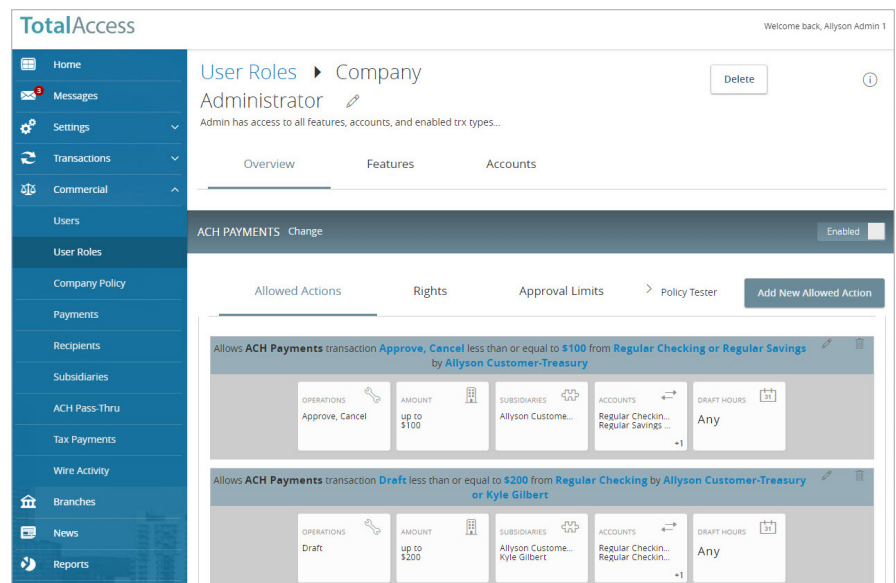 TotalAccess
Welcome back, Allyson Admin 1
Home
3
Messages
Settings
Transactions
Commercial
Users
User Roles
Company Policy
Payments
Recipients
Subsidiaries
ACH Pass-Thru
Tax Payments
Wire Activity
Branches
News
Reports
User Roles Company
Administrator
Delete
i
Admin has access to all features, accounts, and enabled trx types...
Overview Features Accounts
ACH PAYMENTS Change
Enabled
Allowed Actions Rights Approval Limits > Policy Tester Add New Allowed Action
Allows ACH Payments transaction Approve, Cancel less than or equal to $100 from Regular Checking or Regular Savings
by Allyson Customer-Treasury
OPERATIONS
Approve, Cancel
AMOUNT
up to
$100
SUBSIDIARIES
Allyson Custome...
ACCOUNTS
Regular Checkin...
Regular Savings ...
+1
DRAFT HOURS
31
Any
Allows ACH Payments transaction Draft less than or equal to $200 from Regular Checking by Allyson Customer-Treasury
or Kyle Gilbert
OPERATIONS
Draft
AMOUNT
up to
$200
SUBSIDIARIES
Allyson Custome...
Kyle Gilbert
ACCOUNTS
Regular Checkin...
Regular Checkin...
+1
DRAFT HOURS
31
Any